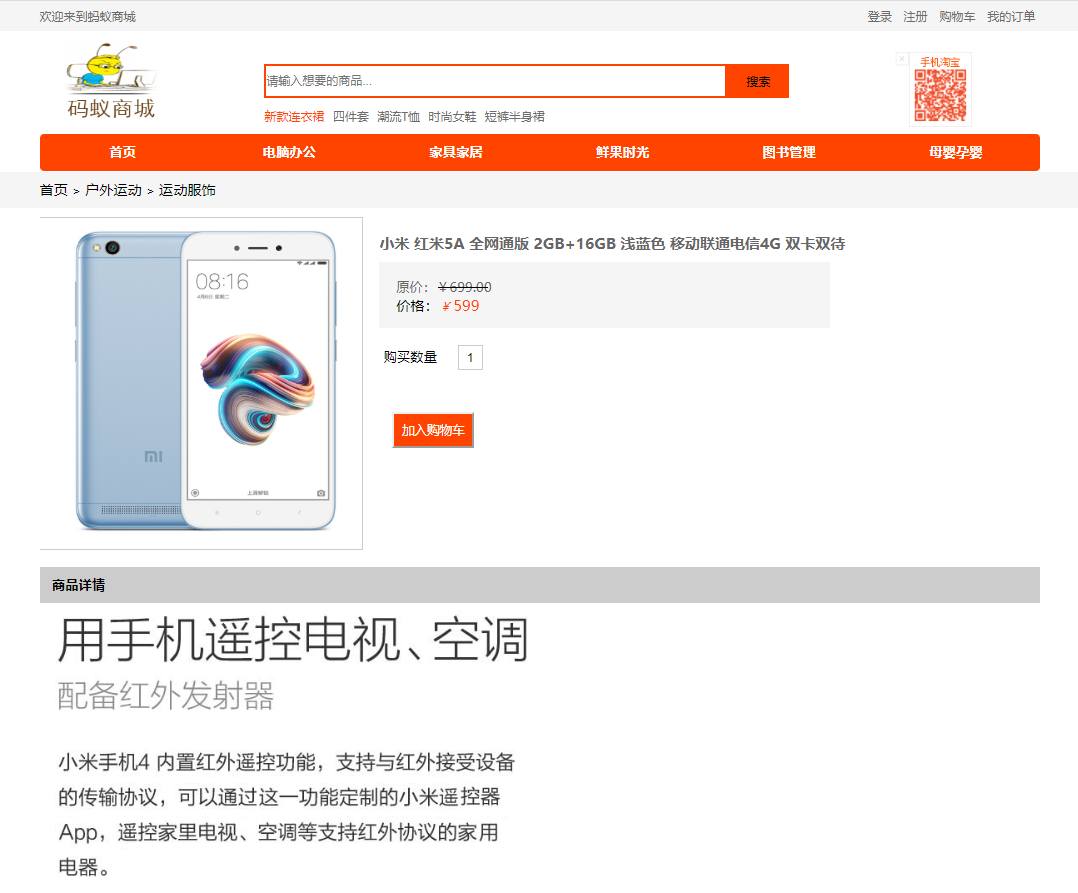 欢迎来到蚂蚁商城
登录 注册 购物车 我的订单
码蚁商城
请输入想要的商品...
搜索
手机淘宝
新款连衣裙 四件套 潮流T恤 时尚女鞋 短裤半身裙
首页 电脑办公 家具家居 鲜果时光 图书管理 母婴孕婴
首页 > 户外运动 > 运动服饰
08:16
小米 红米5A 全网通版 2GB+16GB 浅蓝色 移动联通电信4G 双卡双待
原价： ￥699.00
价格： ￥599
购买数量 1
加入购物车
商品详情
用手机遥控电视、空调
配备红外发射器
小米手机4 内置红外遥控功能，支持与红外接受设备
的传输协议，可以通过这一功能定制的小米遥控器
App，遥控家里电视、空调等支持红外协议的家用
电器。